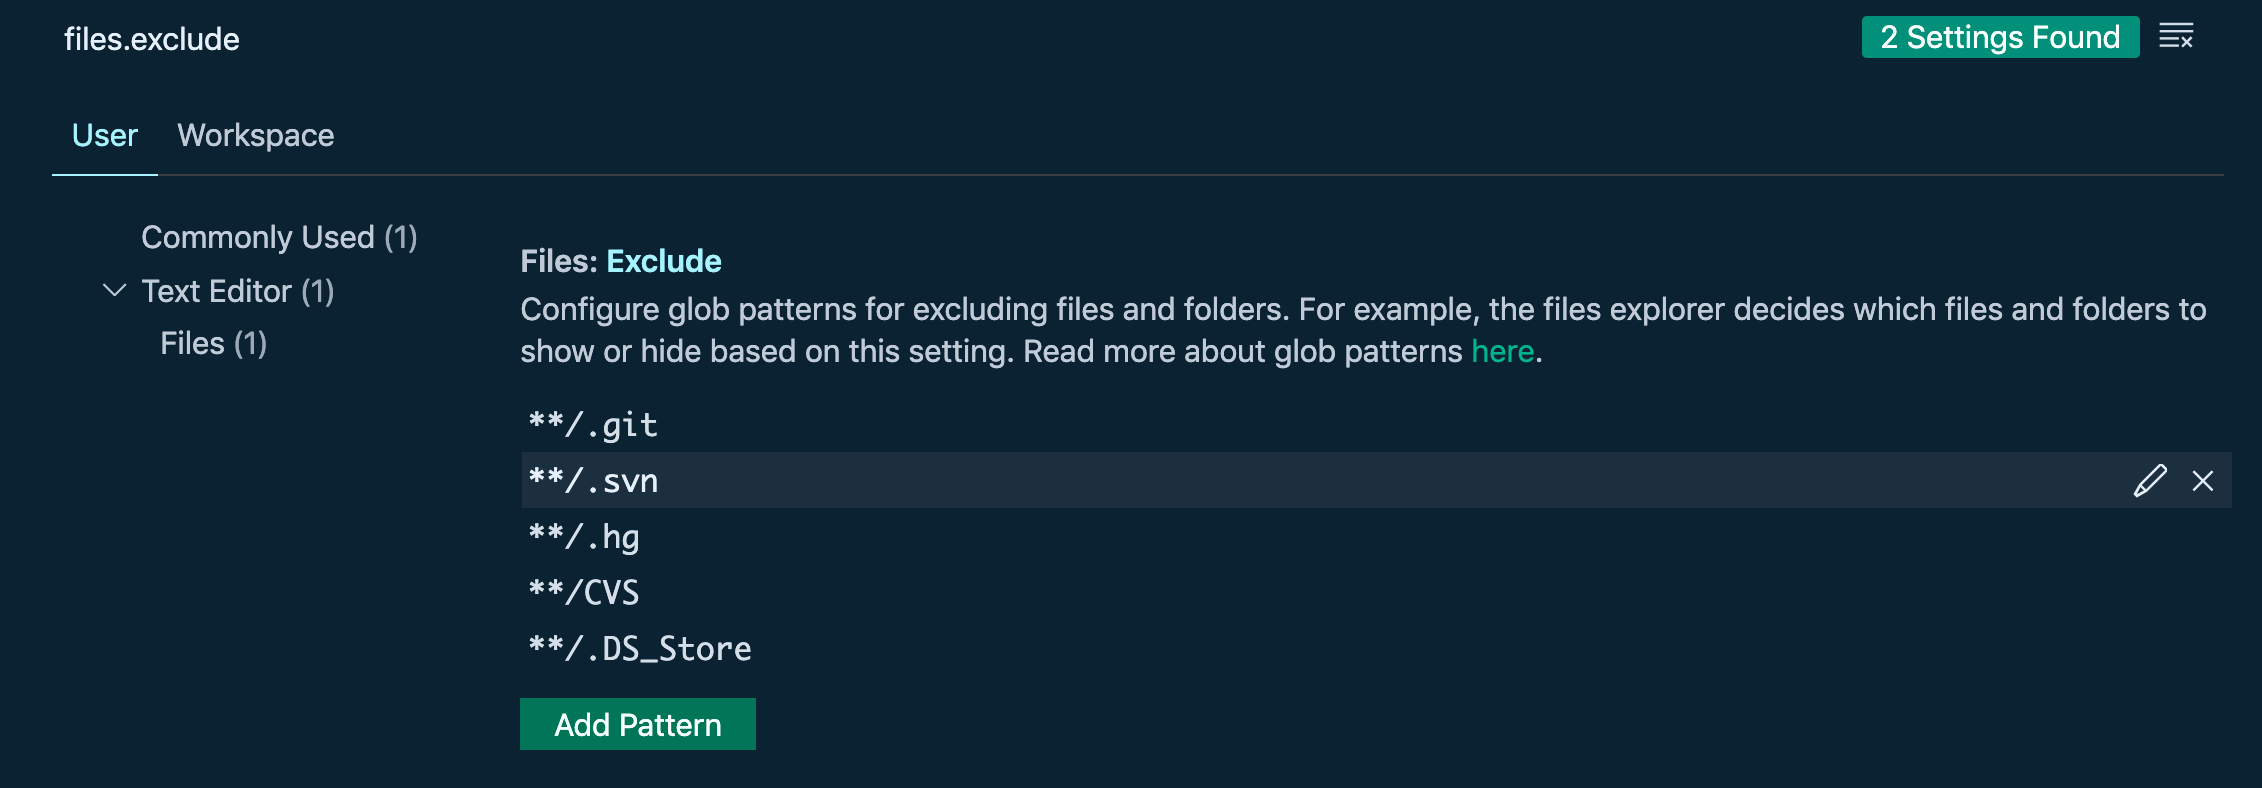 files.exclude
2 Settings Found
User
Workspace
Commonly Used (1)
Text Editor (1)
Files (1)
Files: Exclude
Configure glob patterns for excluding files and folders. For example, the files explorer decides which files and folders to
show or hide based on this setting. Read more about glob patterns here.
**/.git
**/.svn
**/.hg
**/CVS
**/.DS_Store
Add Pattern